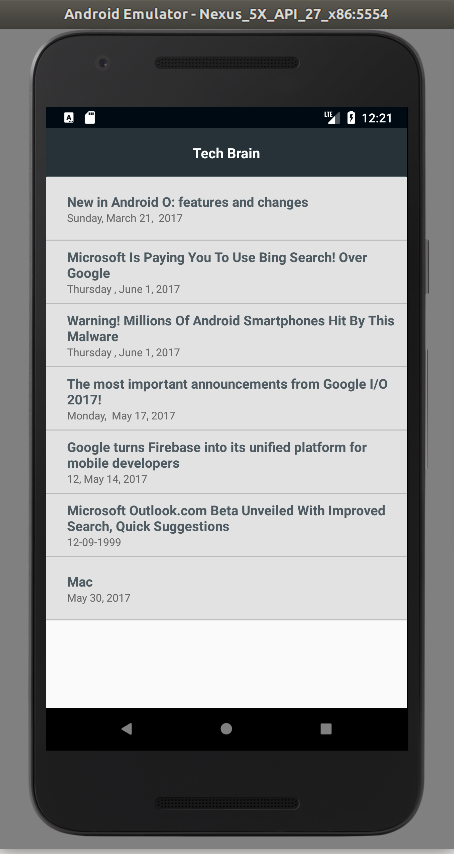 Android Emulator - Nexus_5X_API_27_x86:5554
LTE 12:21
Tech Brain
New in Android O: features and changes
Sunday, March 21,  2017
Microsoft Is Paying You To Use Bing Search! Over
Google
Thursday , June 1, 2017
Warning! Millions Of Android Smartphones Hit By This
Malware
Thursday , June 1, 2017
The most important announcements from Google I/O
2017!
Monday,  May 17, 2017
Google turns Firebase into its unified platform for
mobile developers
12, May 14, 2017
Microsoft Outlook.com Beta Unveiled With Improved
Search, Quick Suggestions
12-09-1999
Mac
May 30, 2017